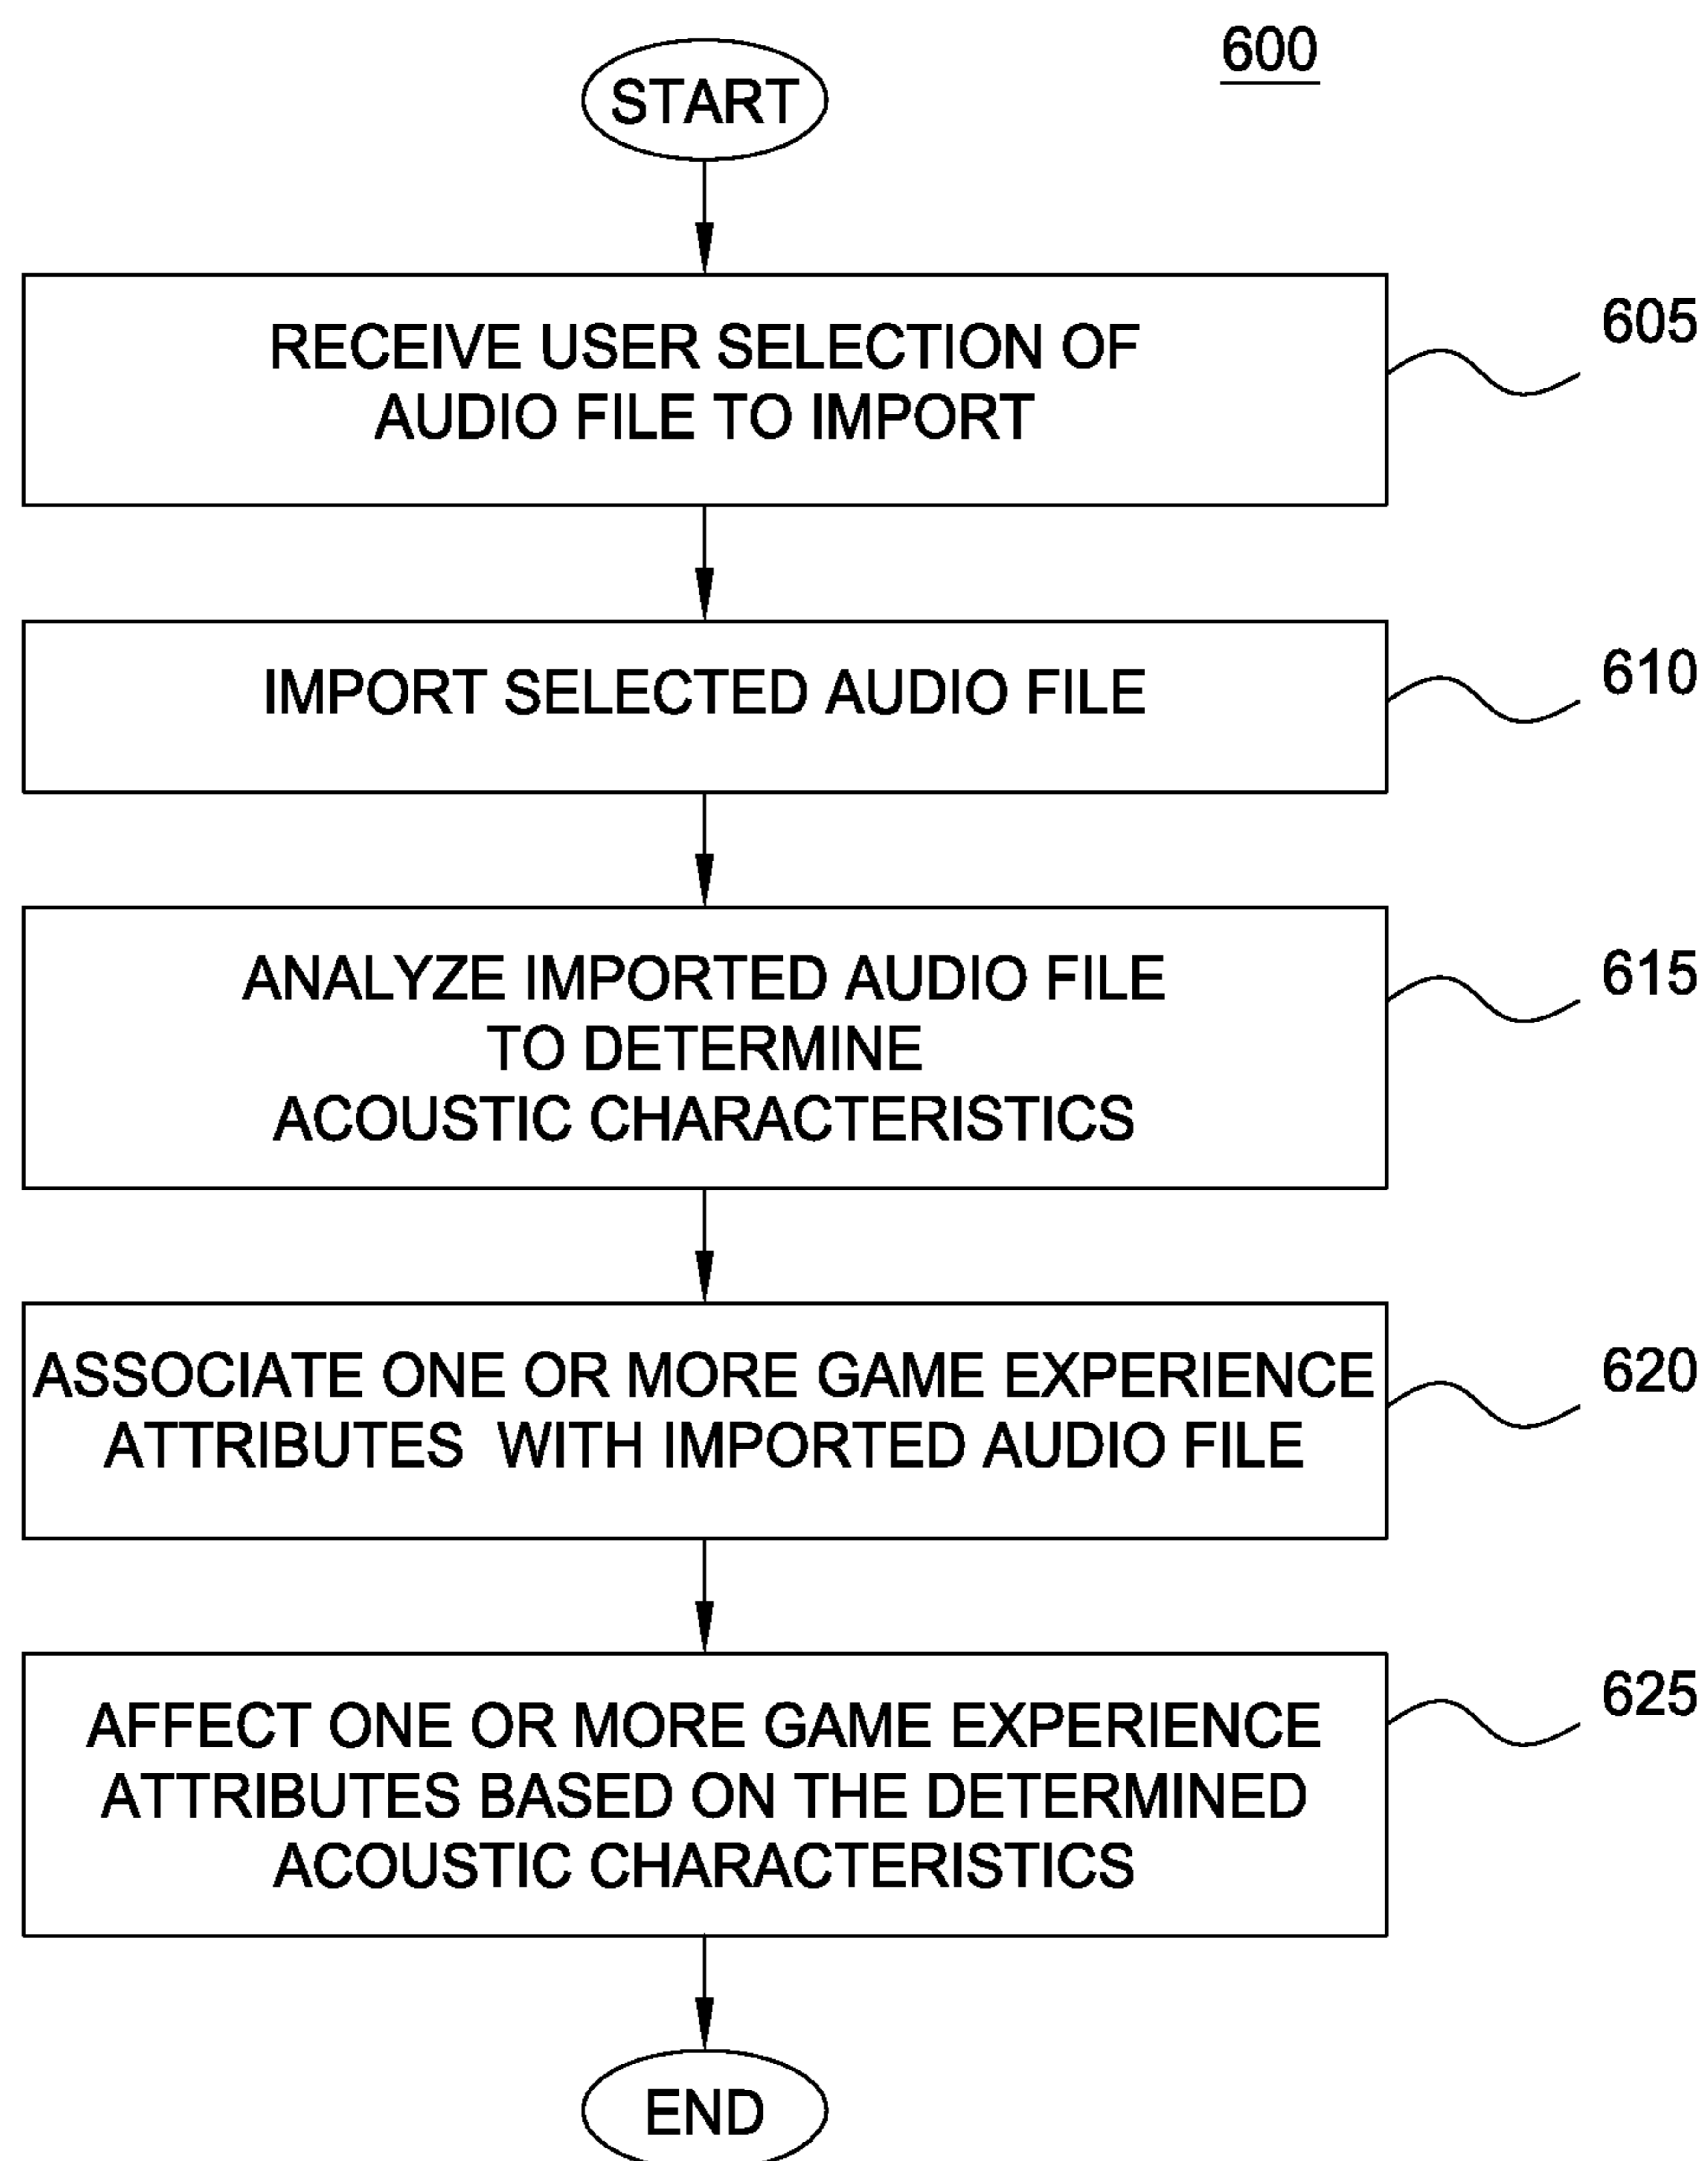 600
START
RECEIVE USER SELECTION OF
AUDIO FILE TO IMPORT
605
IMPORT SELECTED AUDIO FILE
610
ANALYZE IMPORTED AUDIO FILE
TO DETERMINE
ACOUSTIC CHARACTERISTICS
615
ASSOCIATE ONE OR MORE GAME EXPERIENCE
ATTRIBUTES WITH IMPORTED AUDIO FILE
620
AFFECT ONE OR MORE GAME EXPERIENCE
ATTRIBUTES BASED ON THE DETERMINED
ACOUSTIC CHARACTERISTICS
625
END